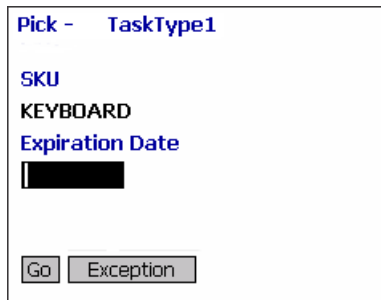 Pick - TaskType1
SKU
KEYBOARD
Expiration Date
Go Exception